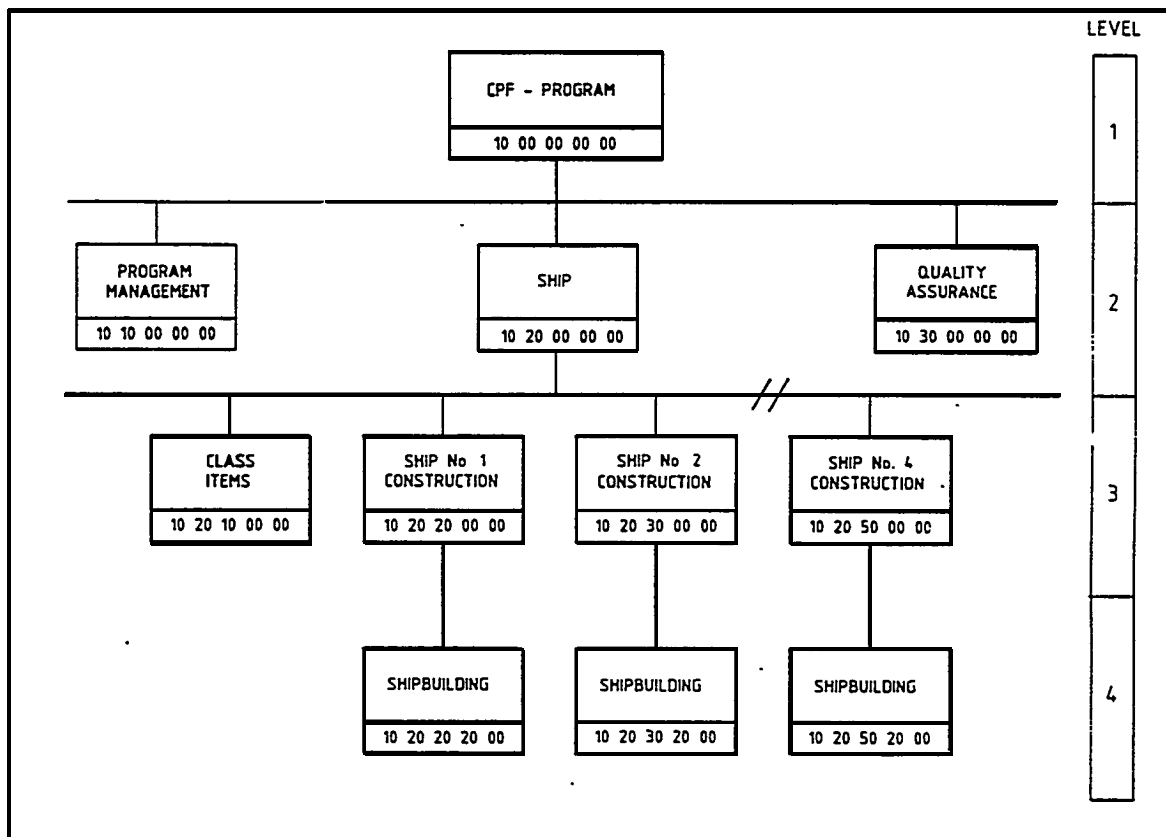 LEVEL
CPF - PROGRAM
10 00 00 00 00
1
PROGRAM
MANAGEMENT
10 10 00 00 00
SHIP
10 20 00 00 00
QUALITY
ASSURANCE
10 30 00 00 00
2
CLASS
ITEMS
10 20 10 00 00
SHIP No 1
CONSTRUCTION
10 20 20 00 00
SHIP No 2
CONSTRUCTION
10 20 30 00 00
SHIP No. 4
CONSTRUCTION
10 20 50 00 00
3
SHIPBUILDING
10 20 20 20 00
SHIPBUILDING
10 20 30 20 00
SHIPBUILDING
10 20 50 20 00
4